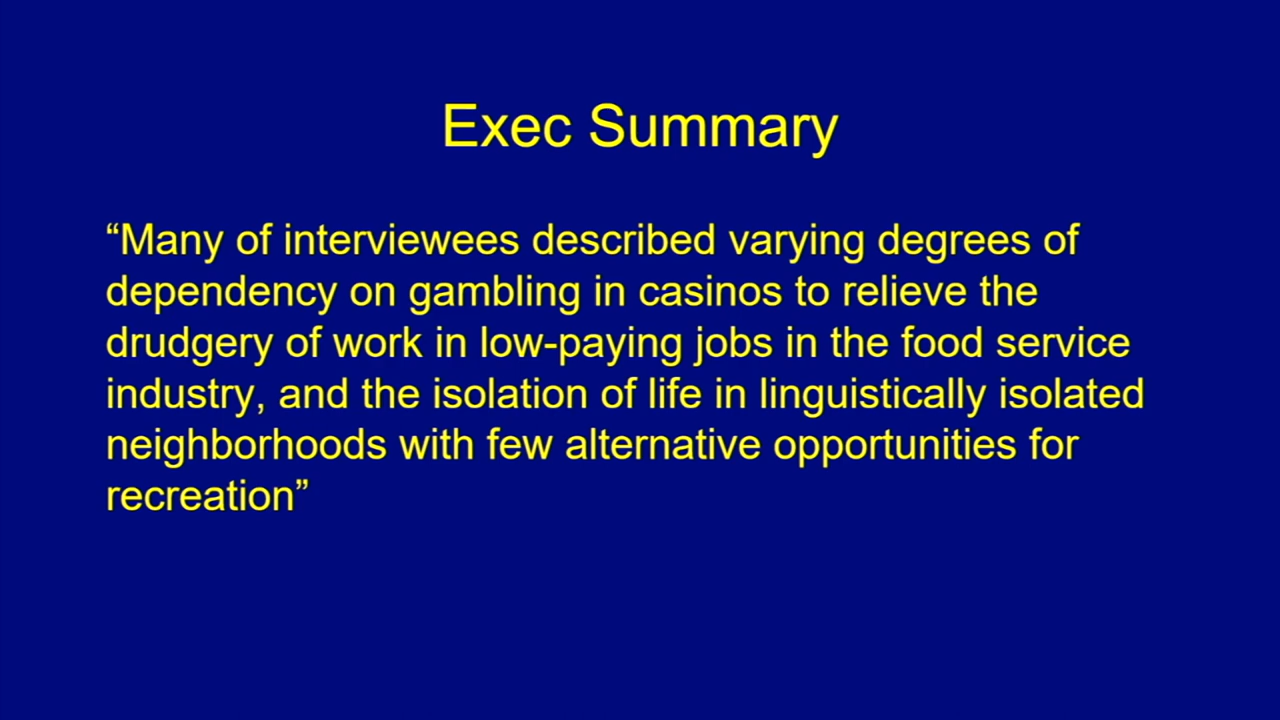 Exec Summary
“Many of interviewees described varying degrees of
dependency on gambling in casinos to relieve the
drudgery of work in low-paying jobs in the food service
industry, and the isolation of life in linguistically isolated
neighborhoods with few alternative opportunities for
recreation”